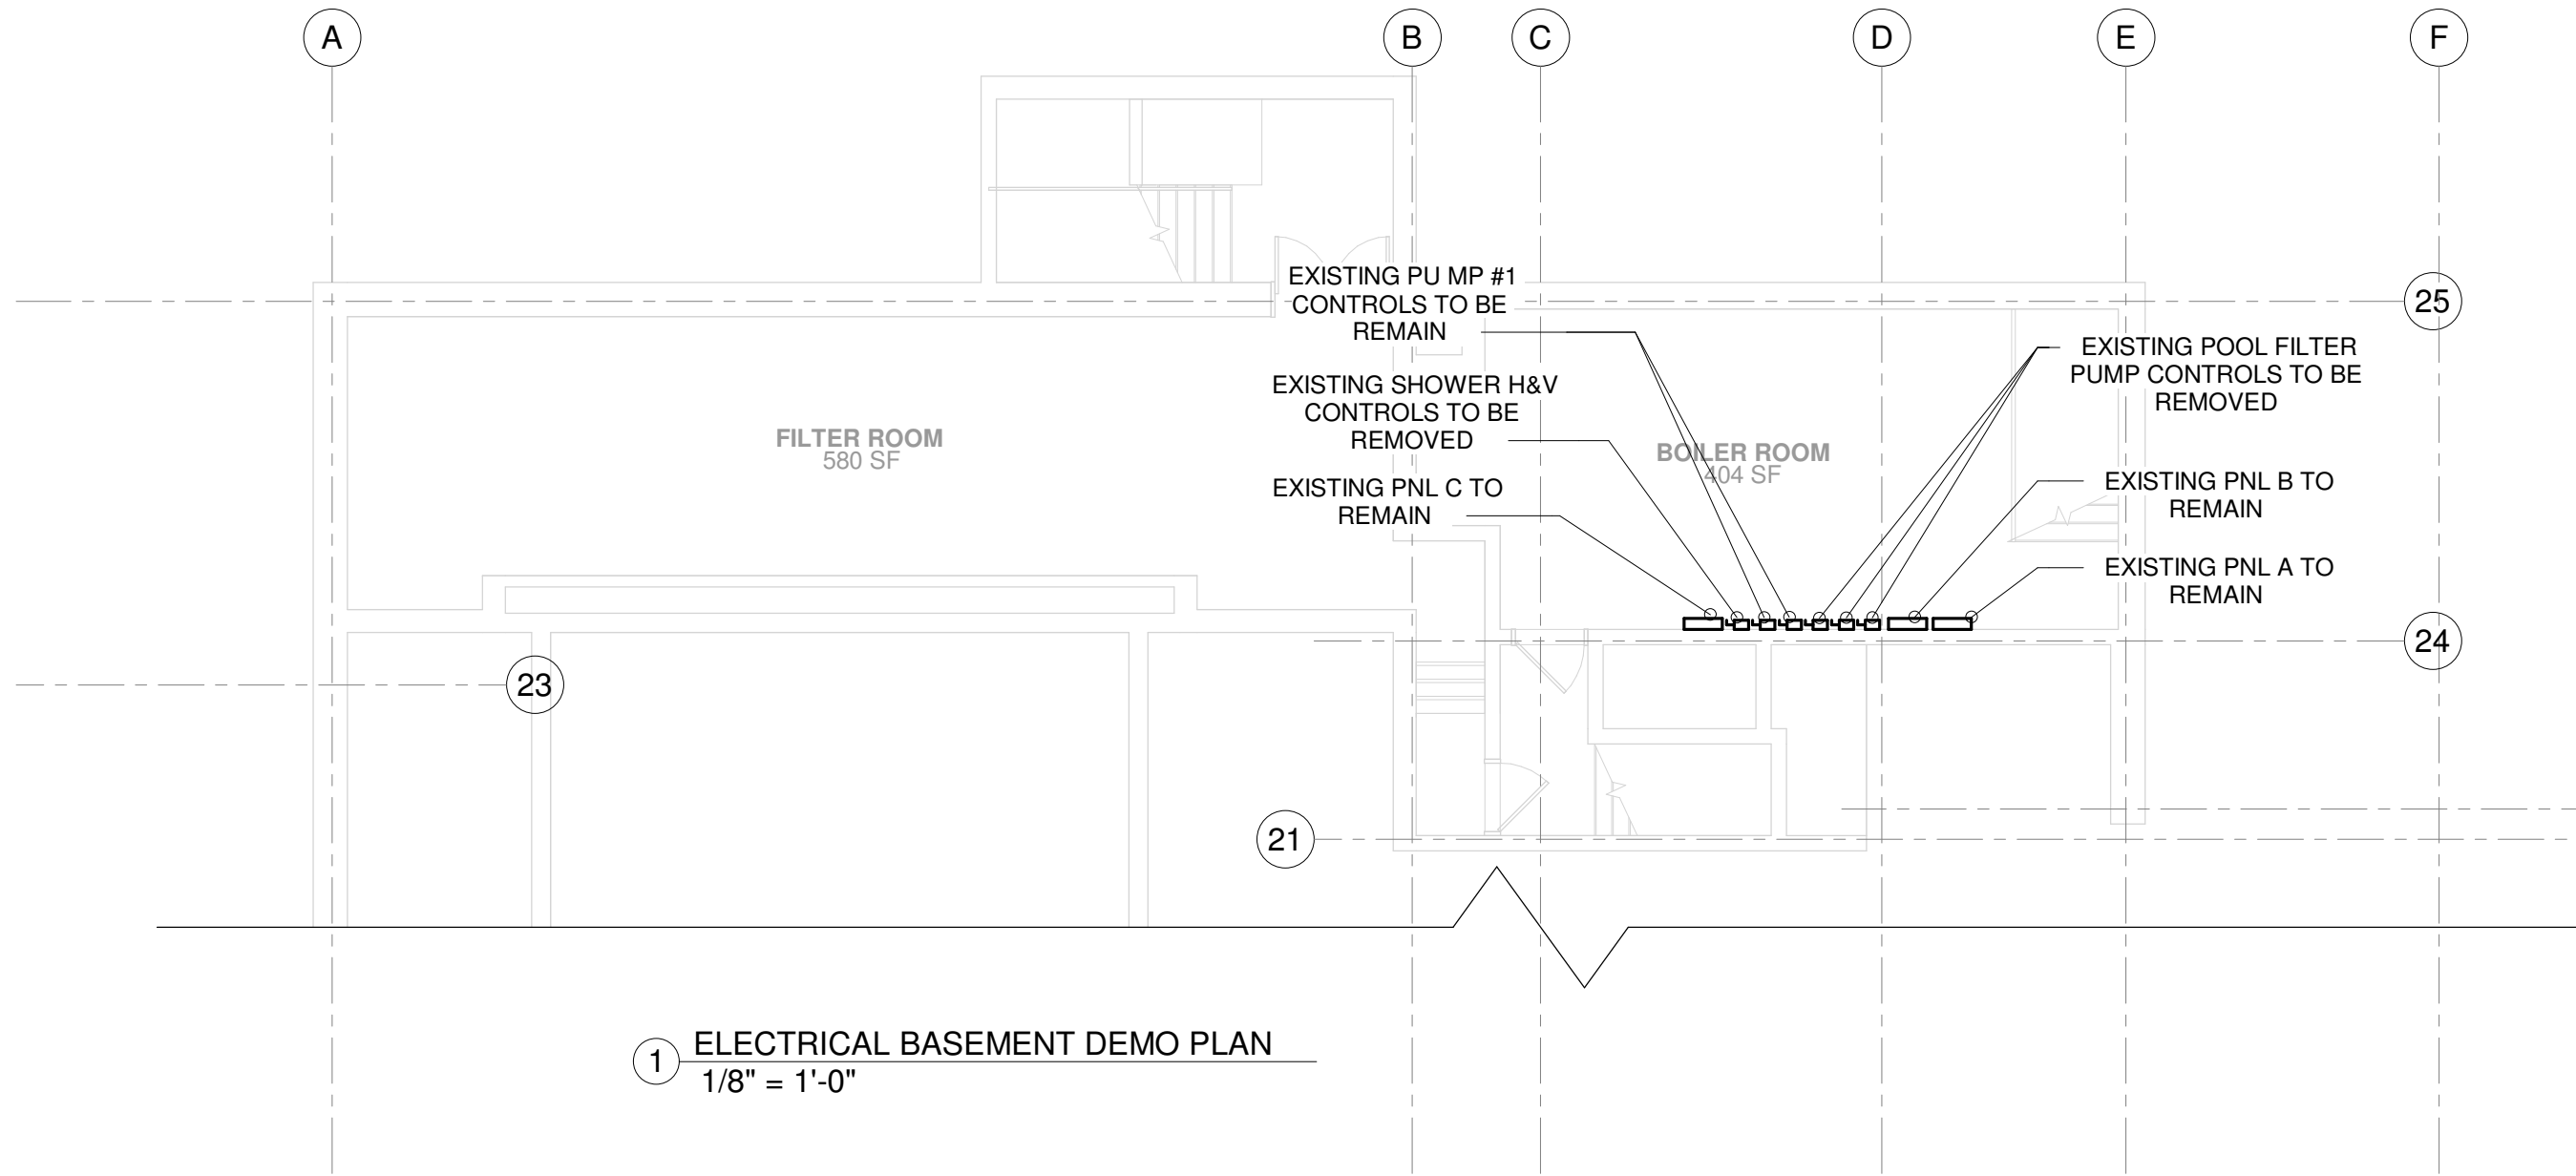 A
B
C
D
E
F
EXISTING PU MP #1
CONTROLS TO BE
REMAIN
25
EXISTING POOL FILTER
PUMP CONTROLS TO BE
REMOVED
EXISTING SHOWER H&V
CONTROLS TO BE
REMOVED
FILTER ROOM
580 SF
BOILER ROOM
404 SF
EXISTING PNL C TO
REMAIN
EXISTING PNL B TO
REMAIN
EXISTING PNL A TO
REMAIN
24
23
21
1
ELECTRICAL BASEMENT DEMO PLAN
1/8" = 1'-0"